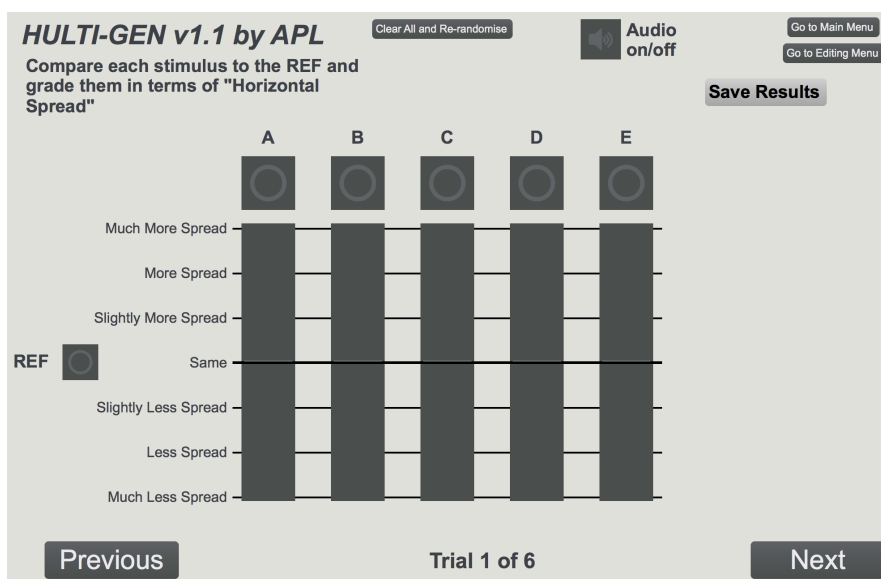 HULTI-GEN v1.1 by APL
Clear All and Re-randomise
Audio
on/off
Go to Main Menu
Go to Editing Menu
Compare each stimulus to the REF and
grade them in terms of "Horizontal
Spread"
Save Results
A B C D E
Much More Spread
More Spread
Slightly More Spread
REF
Same
Slightly Less Spread
Less Spread
Much Less Spread
Previous
Trial 1 of 6
Next